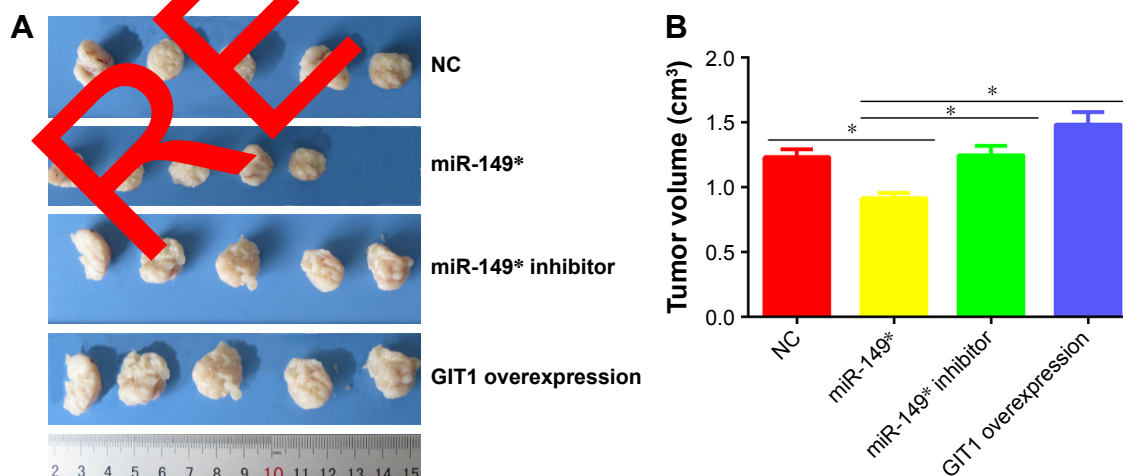 A
NC
miR-149*
miR-149* inhibitor
GIT1 overexpression
2 3 4 5 6 7 8 9 10 11 12 13 14 15
RE
B
Tumor volume (cm³)
2.0
1.5
1.0
0.5
0.0
*
*
*
NC
miR-149*
miR-149* inhibitor
GIT1 overexpression